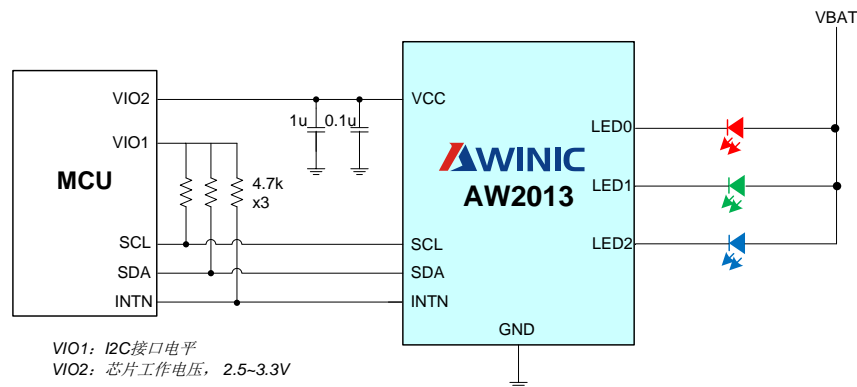 VBAT
MCU
VIO2
VIO1
SCL
SDA
INTN
1u
0.1u
4.7k
x3
VCC
SCL
SDA
INTN
AWINIC
AW2013
LED0
LED1
LED2
GND
VIO1：I2C接口电平
VIO2：芯片工作电压，2.5~3.3V